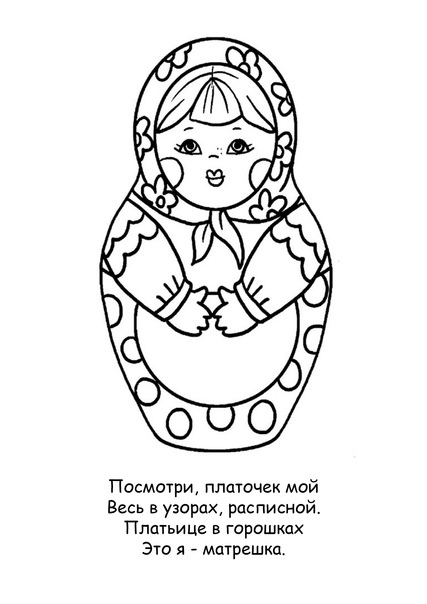 Посмотри, платочек мой
Весь в узорах, расписной.
Платьице в горошках
Это я - матрешка.